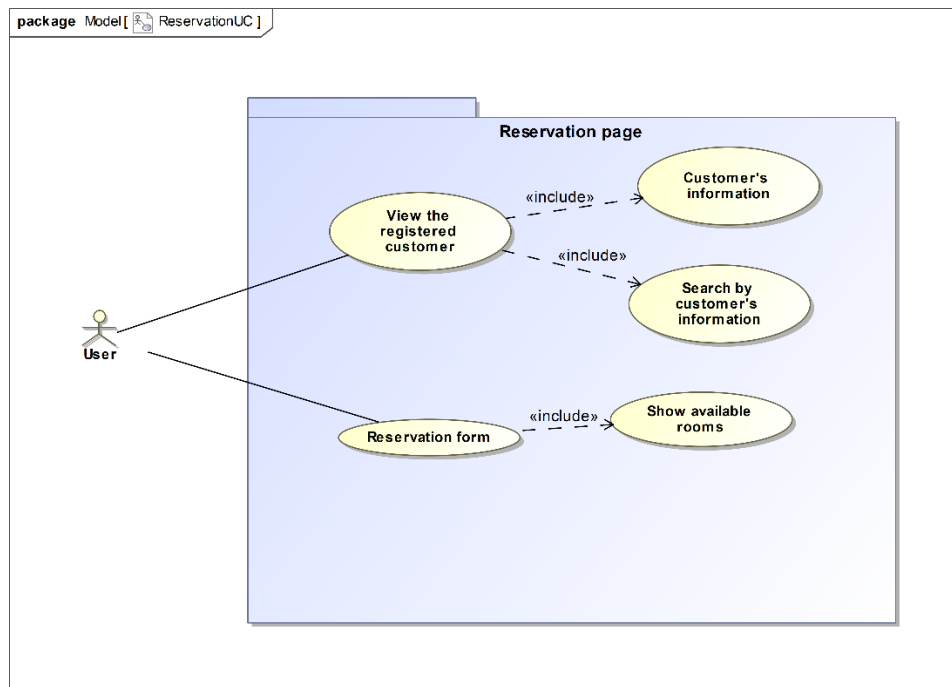 package Model [ ReservationUC ]
Reservation page
Customer's
information
«include»
View the
registered
customer
«include»
Search by
customer's
information
User
«include»
Show available
rooms
Reservation form